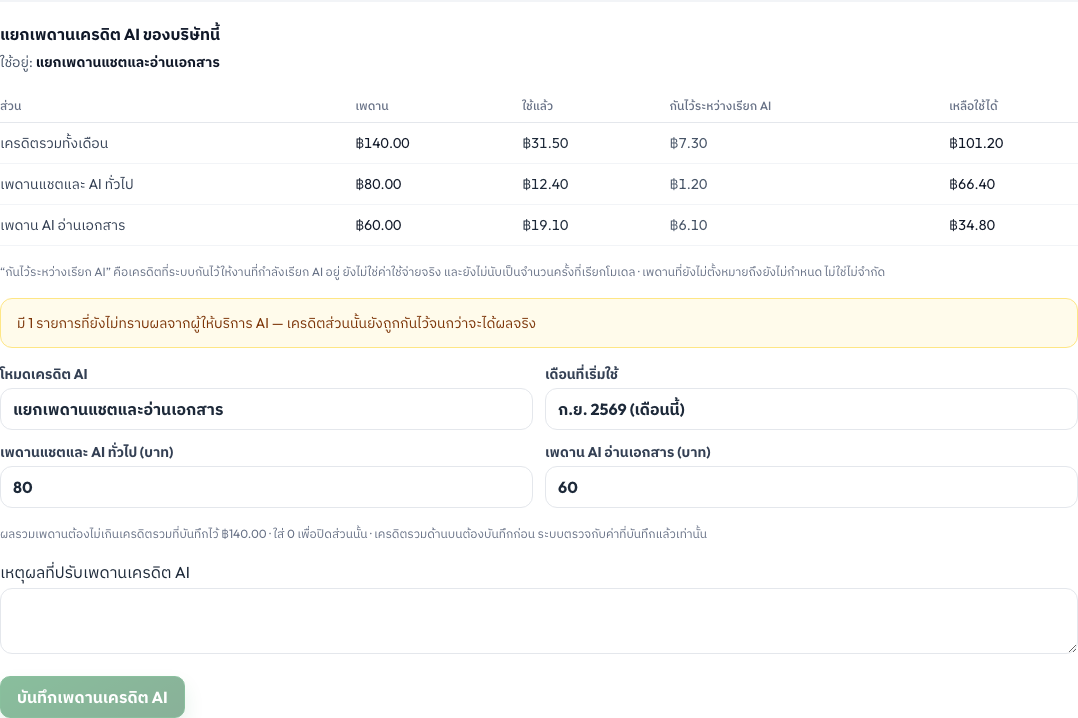 แยกเพดานเครดิต AI ของบริษัทนี้
ใช้อยู่: แยกเพดานแชตและอ่านเอกสาร
ส่วน เพดาน ใช้แล้ว กันไว้ระหว่างเรียก AI เหลือใช้ได้
เครดิตรวมทั้งเดือน ฿140.00 ฿31.50 ฿7.30 ฿101.20
เพดานแชตและ AI ทั่วไป ฿80.00 ฿12.40 ฿1.20 ฿66.40
เพดาน AI อ่านเอกสาร ฿60.00 ฿19.10 ฿6.10 ฿34.80
“กันไว้ระหว่างเรียก AI” คือเครดิตที่ระบบกันไว้ให้งานที่กำลังเรียก AI อยู่ ยังไม่ใช่ค่าใช้จ่ายจริง และยังไม่นับเป็นจำนวนครั้งที่เรียกโมเดล · เพดานที่ยังไม่ตั้งหมายถึงยังไม่กำหนด ไม่ใช่ไม่จำกัด
มี 1 รายการที่ยังไม่ทราบผลจากผู้ให้บริการ AI — เครดิตส่วนนั้นยังถูกกันไว้จนกว่าจะได้ผลจริง
โหมดเครดิต AI เดือนที่เริ่มใช้
แยกเพดานแชตและอ่านเอกสาร ก.ย. 2569 (เดือนนี้)
เพดานแชตและ AI ทั่วไป (บาท) เพดาน AI อ่านเอกสาร (บาท)
80 60
ผลรวมเพดานต้องไม่เกินเครดิตรวมที่บันทึกไว้ ฿140.00 · ใส่ 0 เพื่อปิดส่วนนั้น · เครดิตรวมด้านบนต้องบันทึกก่อน ระบบตรวจกับค่าที่บันทึกแล้วเท่านั้น
เหตุผลที่ปรับเพดานเครดิต AI
บันทึกเพดานเครดิต AI